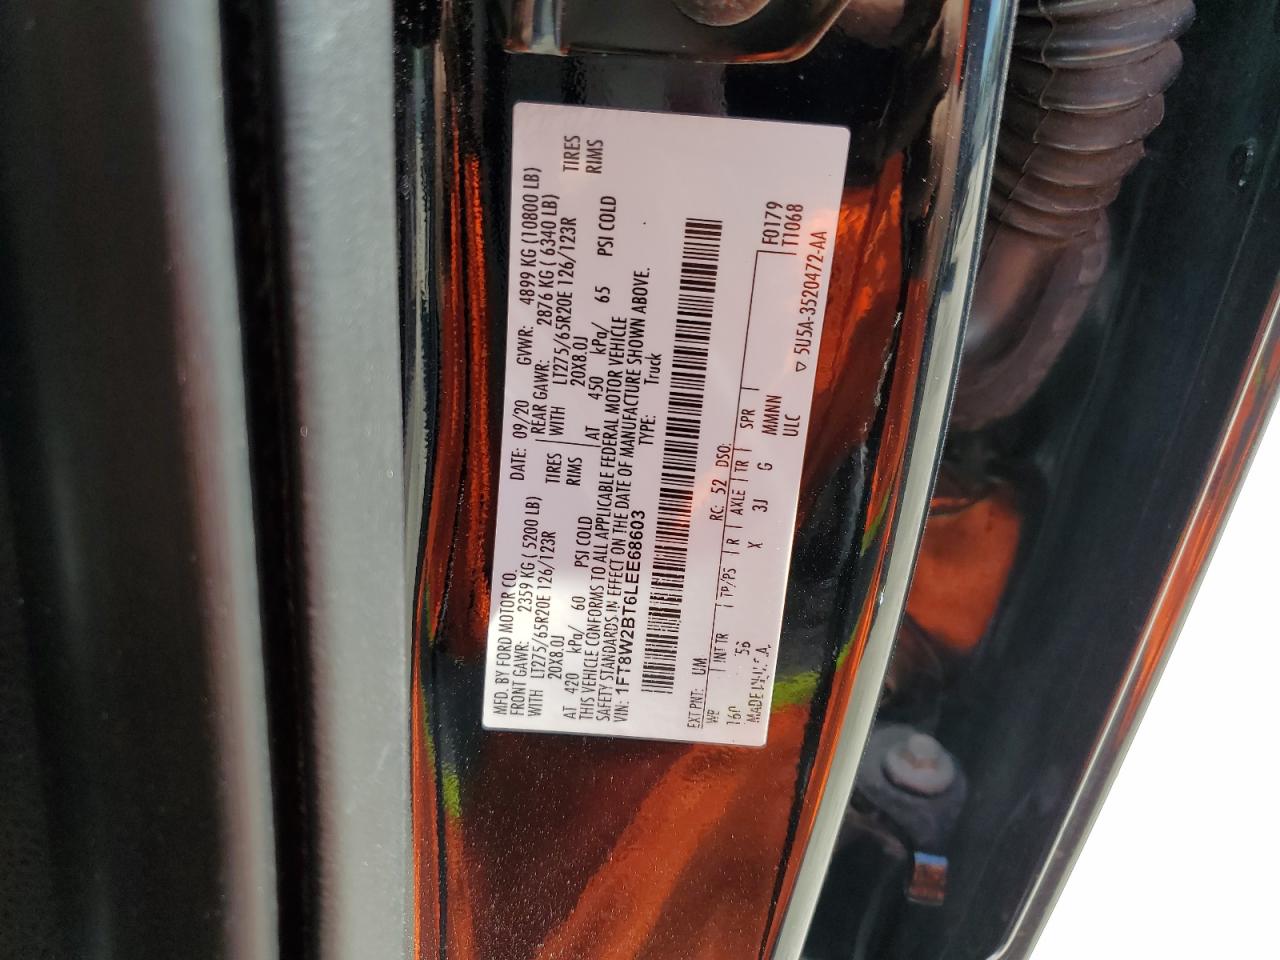 MFD. BY FORD MOTOR CO.
DATE: 09/20 GVWR: 4899 KG (10800 LB)
FRONT GAWR: 2359 KG ( 5200 LB) REAR GAWR: 2876 KG ( 6340 LB)
WITH LT275/65R20E 126/123R TIRES WITH LT275/65R20E 126/123R TIRES
20X8.0J RIMS 20X8.0J RIMS
AT 420 kPa/ 60 PSI COLD AT 450 kPa/ 65 PSI COLD
THIS VEHICLE CONFORMS TO ALL APPLICABLE FEDERAL MOTOR VEHICLE
SAFETY STANDARDS IN EFFECT ON THE DATE OF MANUFACTURE SHOWN ABOVE.
VIN: 1FT8W2BT6LEE68603 TYPE: Truck
EXT PNT: UM RC: 52 DSO: F0179
WB INT TR TP/PS R AXLE TR SPR T1068
160 X 3J G MMNN
MADE IN U.S.A. ULC ▽ 5U5A-3520472-AA